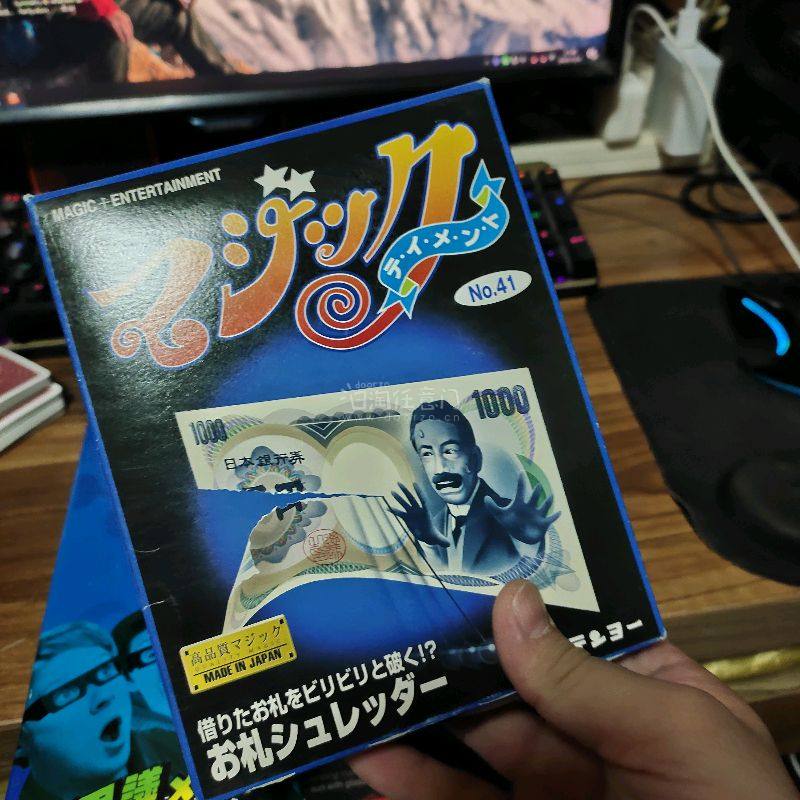 MAGIC + ENTERTAINMENT
マジック
テ・イ・メ・ン・ト
No.41
1000
1000
日本銀行券
高品質マジック
MADE IN JAPAN
テンヨー
借りたお札をビリビリと破く!?
お札シュレッダー